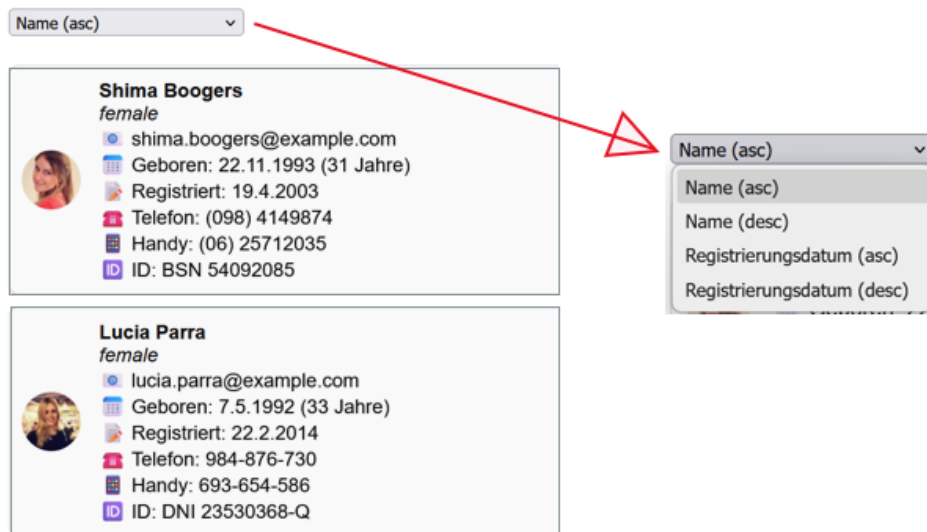 Name (asc)
Shima Boogers
female
shima.boogers@example.com
Geboren: 22.11.1993 (31 Jahre)
Registriert: 19.4.2003
Telefon: (098) 4149874
Handy: (06) 25712035
ID ID: BSN 54092085
Lucia Parra
female
lucia.parra@example.com
Geboren: 7.5.1992 (33 Jahre)
Registriert: 22.2.2014
Telefon: 984-876-730
Handy: 693-654-586
ID ID: DNI 23530368-Q
Name (asc)
Name (asc)
Name (desc)
Registrierungsdatum (asc)
Registrierungsdatum (desc)